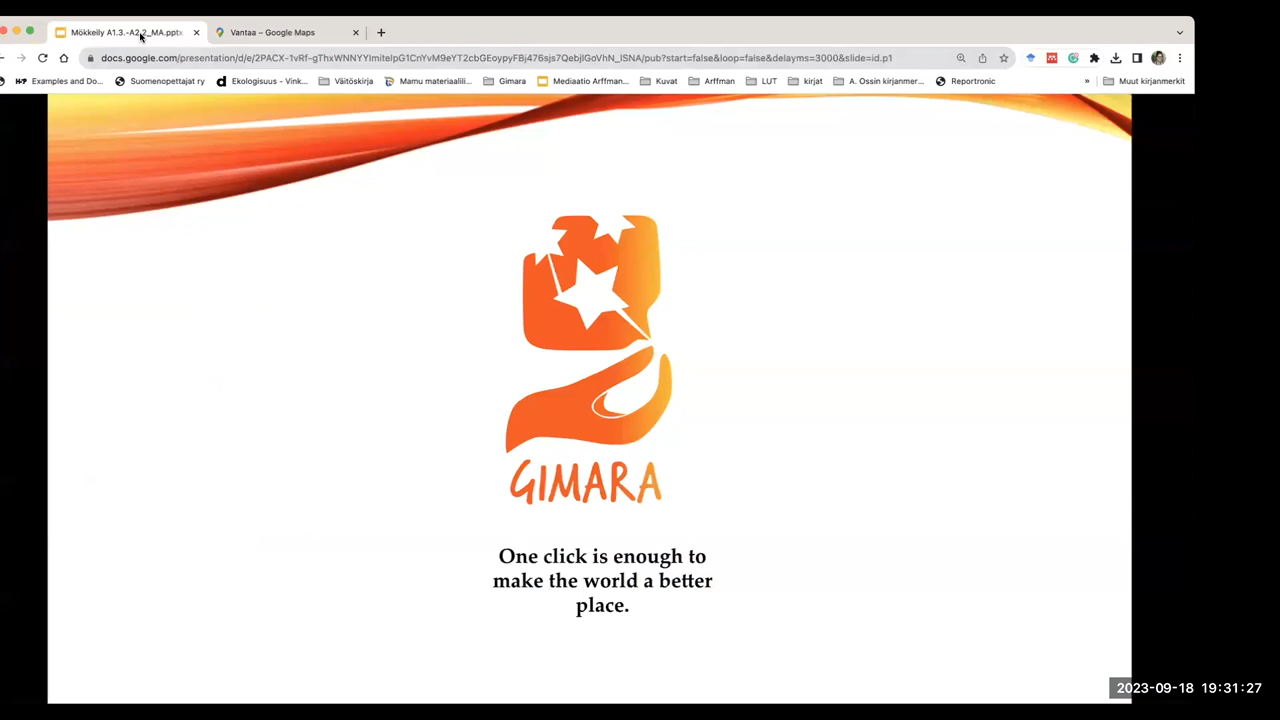 Mökkeily A1.3.-A2.2_MA.pptx
Vantaa – Google Maps
docs.google.com/presentation/d/e/2PACX-1vRf-gThxWNNYYImitelpG1CnYvM9eYT2cbGEoypyFBj476sjs7QebjlGoVhN_lSNA/pub?start=false&loop=false&delayms=3000&slide=id.p1
Examples and Do...
Suomenopettajat ry
Ekologisuus - Vink...
Väitöskirja
Mamu materiaalili...
Gimara
Mediaatio Arffman...
Kuvat
Arffman
LUT
kirjat
A. Ossin kirjanmer...
Reportronic
»
Muut kirjanmerkit
GIMARA
One click is enough to
make the world a better
place.
2023-09-18 19:31:27